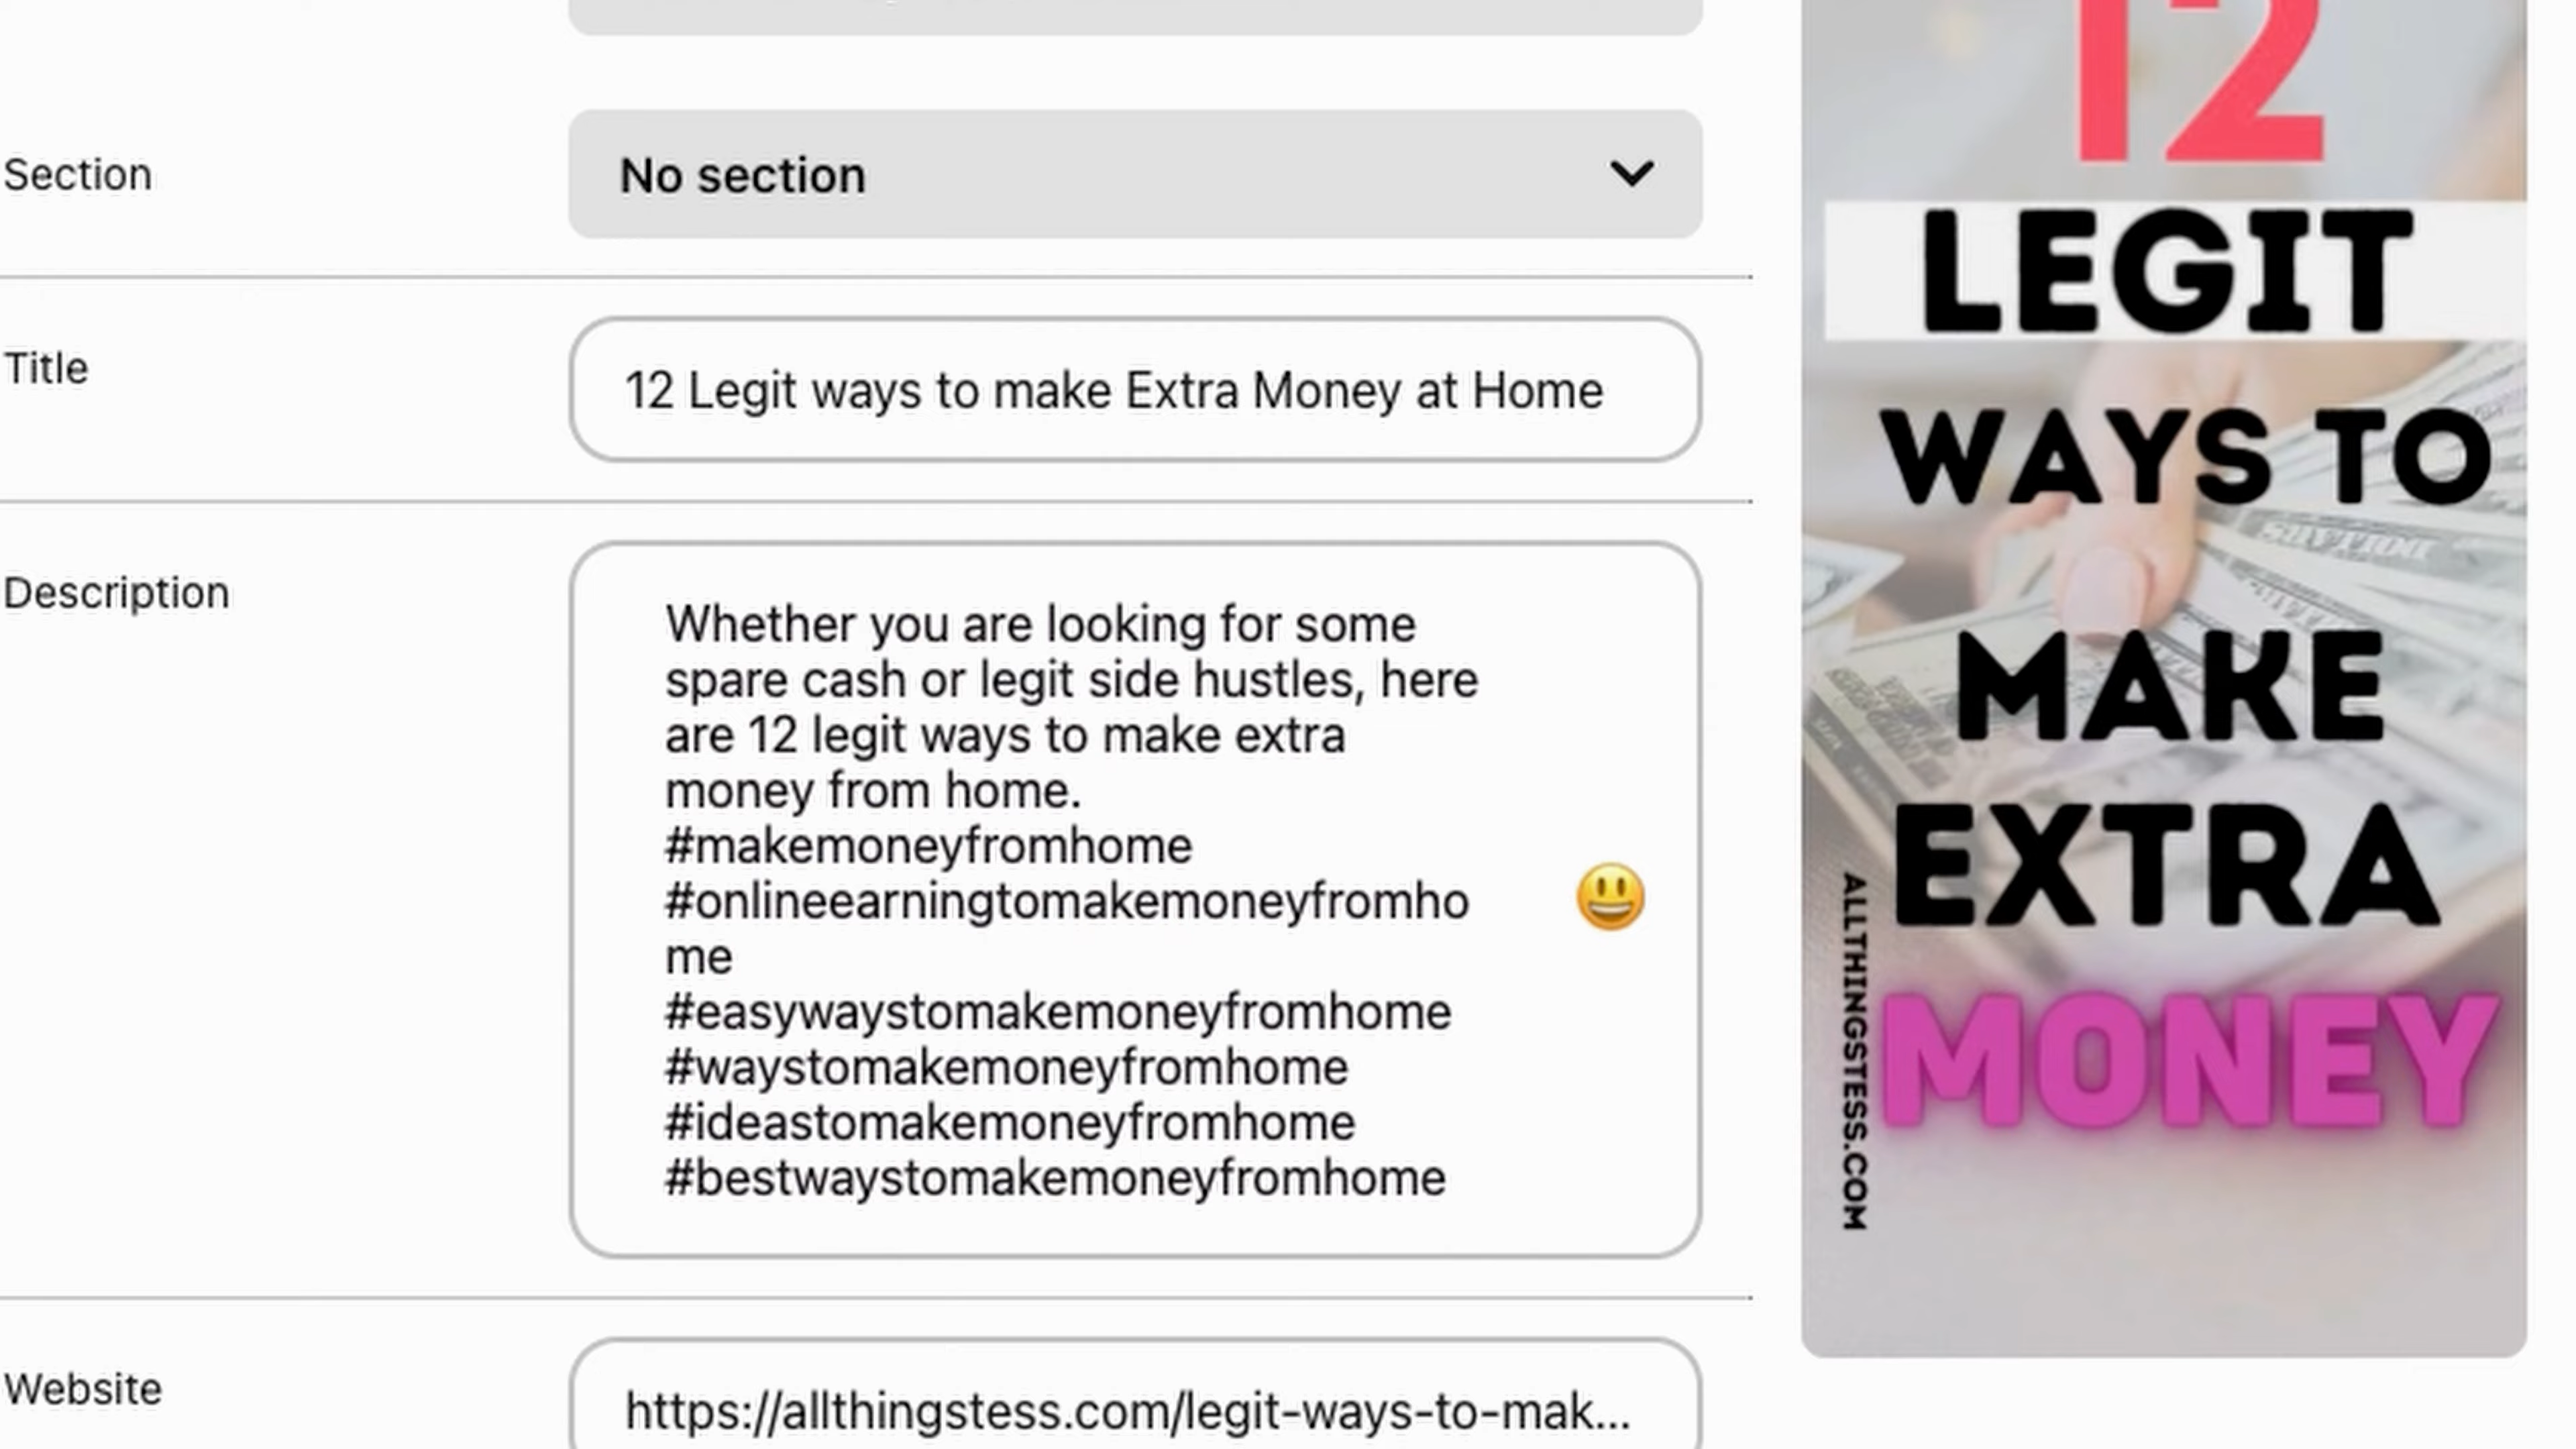 Section
No section
Title
12 Legit ways to make Extra Money at Home
Description
Whether you are looking for some
spare cash or legit side hustles, here
are 12 legit ways to make extra
money from home.
#makemoneyfromhome
#onlineearningtomakemoneyfromho
me
#easywaystomakemoneyfromhome
#waystomakemoneyfromhome
#ideastomakemoneyfromhome
#bestwaystomakemoneyfromhome
Website
https://allthingstess.com/legit-ways-to-mak...
12
LEGIT
WAYS TO
MAKE
EXTRA
MONEY
ALLTHINGSTESS.COM